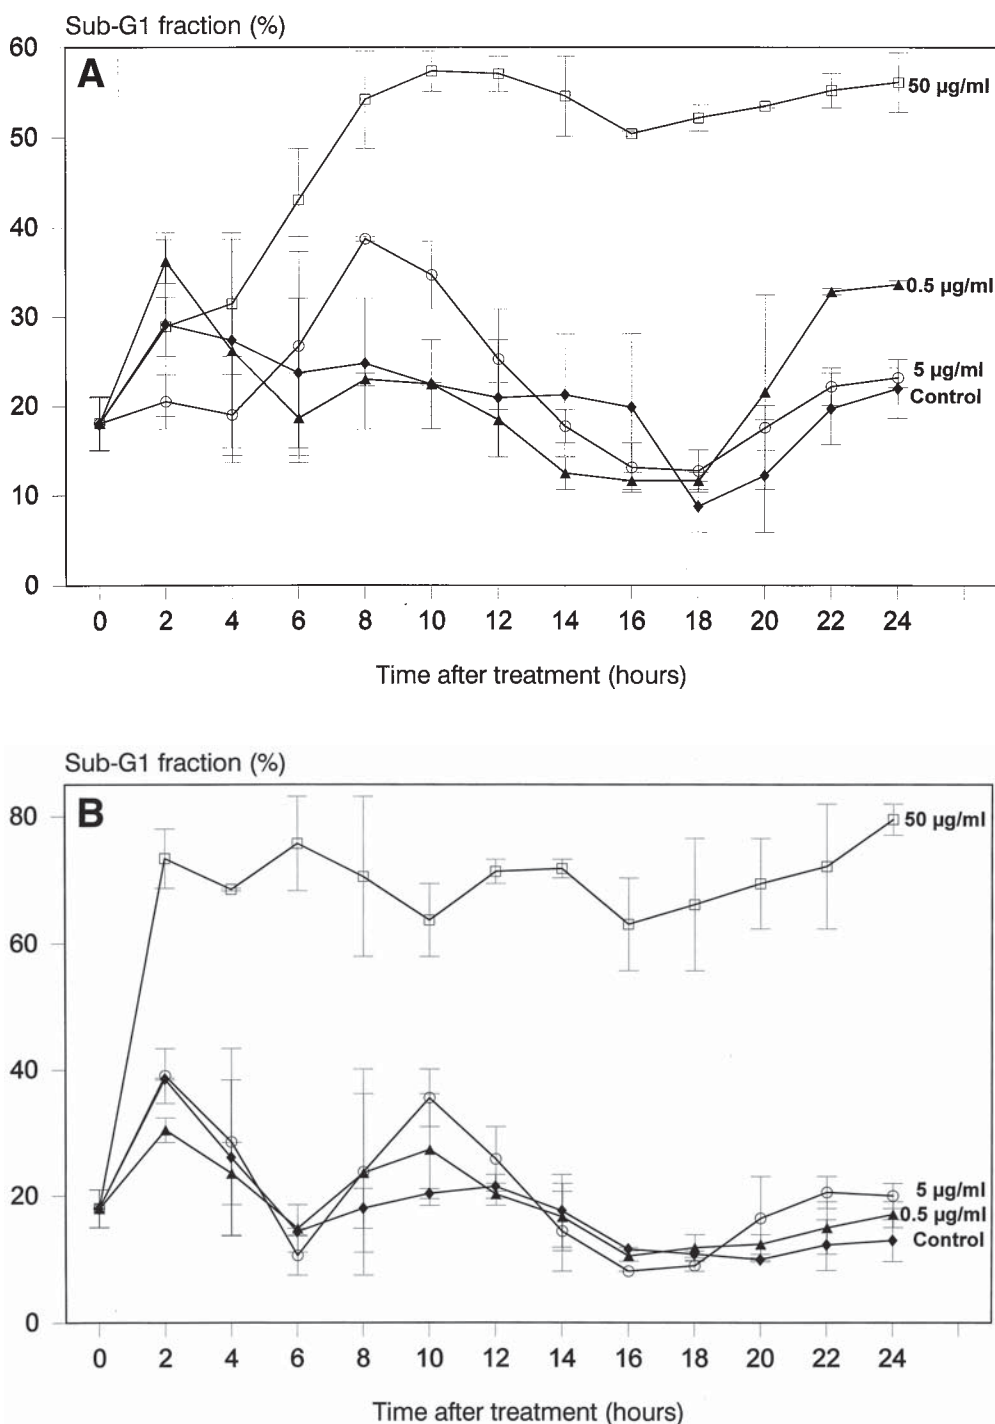 Sub-G1 fraction (%)
60
A
50 µg/ml
50
40
30
0.5 µg/ml
5 µg/ml
20
Control
10
0
0 2 4 6 8 10 12 14 16 18 20 22 24
Time after treatment (hours)
Sub-G1 fraction (%)
B
80
50 µg/ml
60
40
20
5 µg/ml
0.5 µg/ml
Control
0
0 2 4 6 8 10 12 14 16 18 20 22 24
Time after treatment (hours)